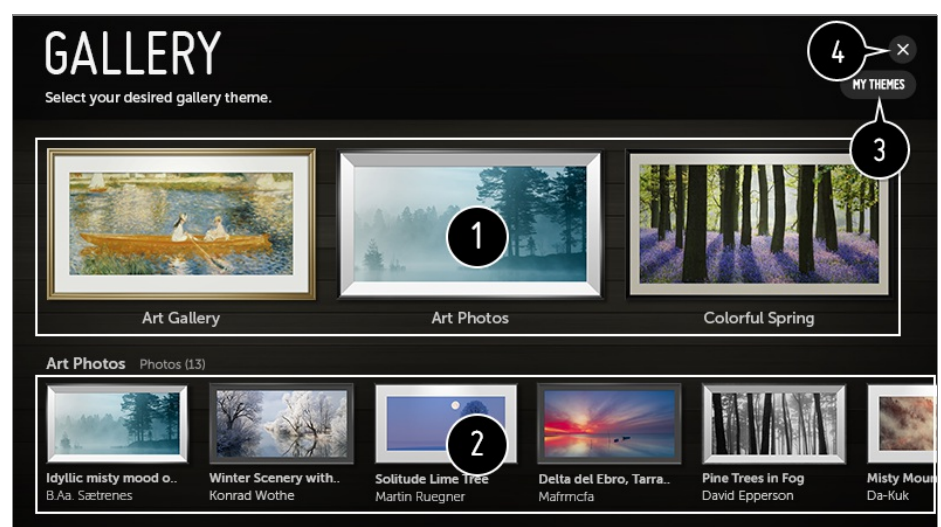 GALLERY
Select your desired gallery theme.
4
×
MY THEMES
3
1
Art Gallery
Art Photos
Colorful Spring
Art Photos Photos (13)
2
Idyllic misty mood o..
B.Aa. Sætrenes
Winter Scenery with..
Konrad Wothe
Solitude Lime Tree
Martin Ruegner
Delta del Ebro, Tarra..
Mafrmcfa
Pine Trees in Fog
David Epperson
Misty Moun
Da-Kuk